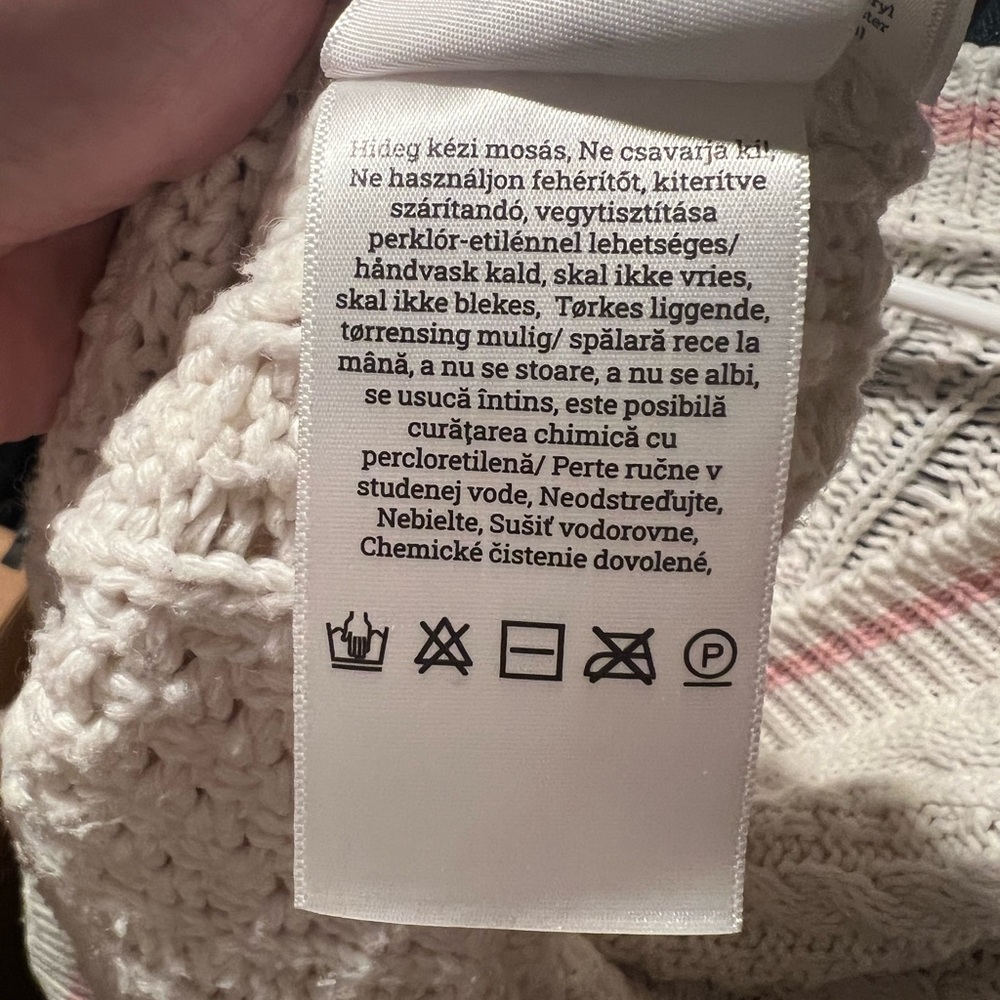 Hideg kézi mosás, Ne csavarja ki!,
Ne használjon fehérítőt, kiterítve
szárítandó, vegytisztítása
perklór-etilénnel lehetséges/
håndvask kald, skal ikke vries,
skal ikke blekes, Tørkes liggende,
tørrensing mulig/ spălară rece la
mână, a nu se stoare, a nu se albi,
se usucă întins, este posibilă
curăţarea chimică cu
percloretilenă/ Perte ručne v
studenej vode, Neodstreďujte,
Nebielte, Sušiť vodorovne,
Chemické čistenie dovolené,
P